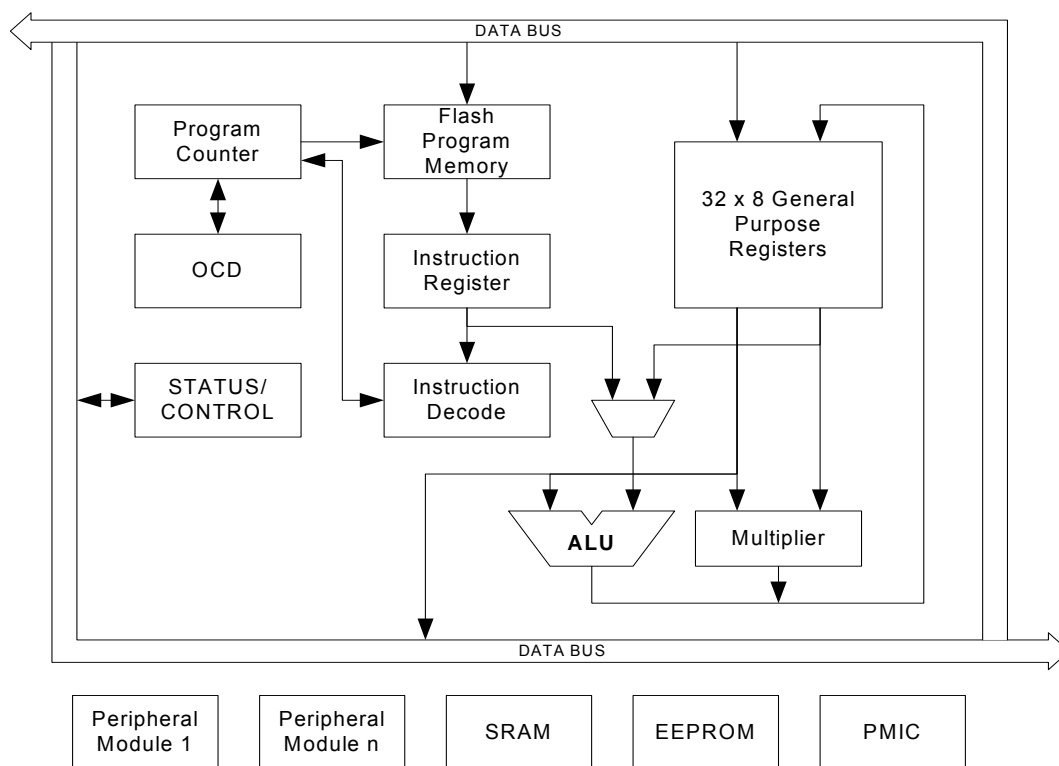 DATA BUS
Program
Counter
Flash
Program
Memory
32 x 8 General
Purpose
Registers
OCD
Instruction
Register
STATUS/
CONTROL
Instruction
Decode
ALU
Multiplier
DATA BUS
Peripheral
Module 1
Peripheral
Module n
SRAM
EEPROM
PMIC